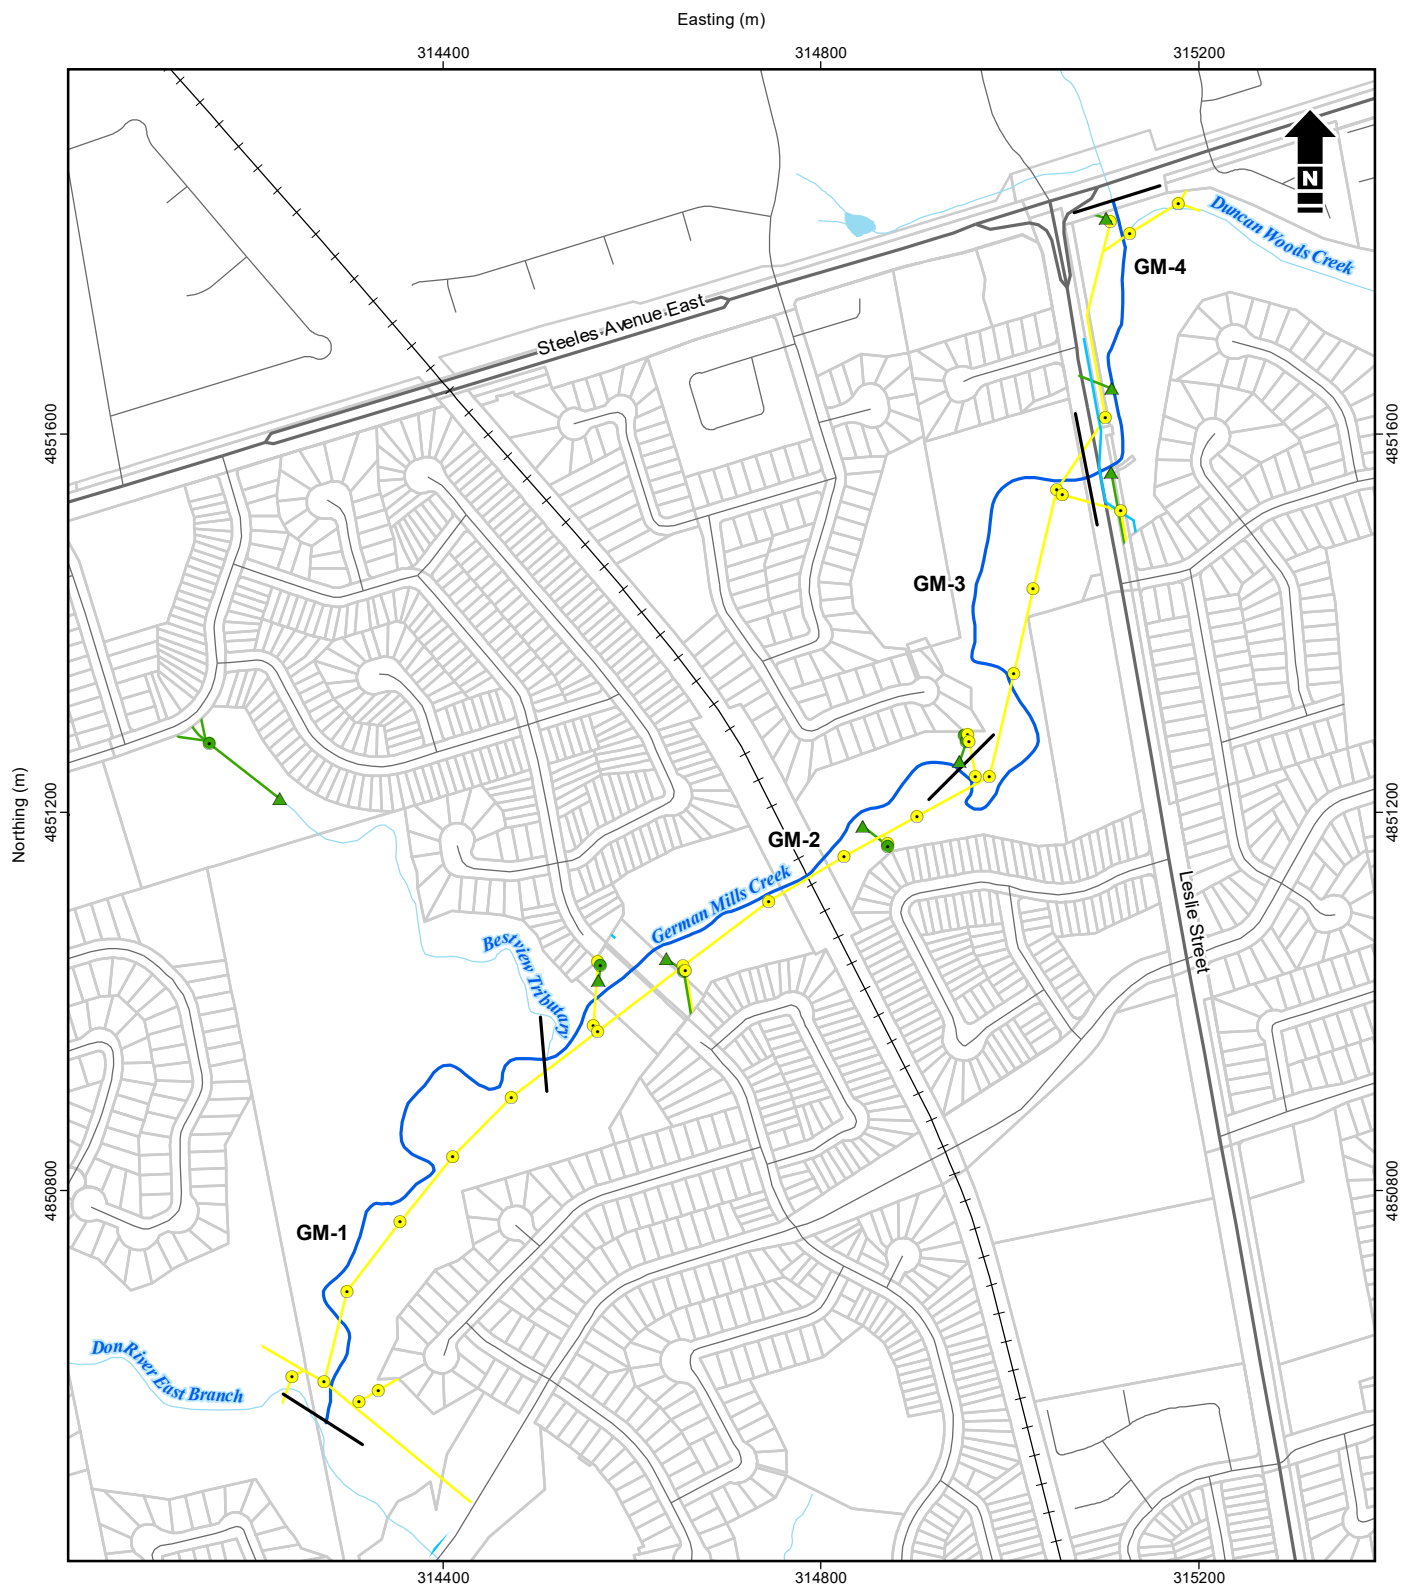 Easting (m)
314400
314800
315200
N
Duncan Woods Creek
GM-4
Steeles Avenue East
4851600
4851600
GM-3
Northing (m)
4851200
4851200
GM-2
German Mills Creek
Leslie Street
Bestview Tributary
4850800
4850800
GM-1
Don River East Branch
314400
314800
315200